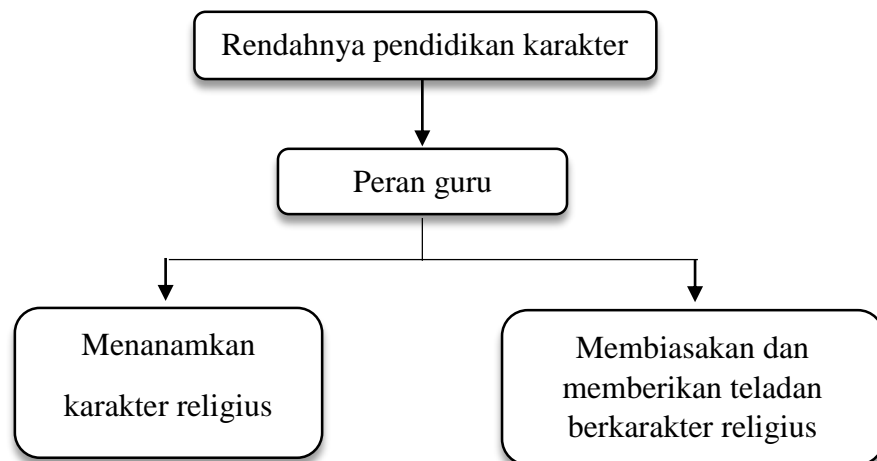 Rendahnya pendidikan karakter
Peran guru
Menanamkan
karakter religius
Membiasakan dan
memberikan teladan
berkarakter religius